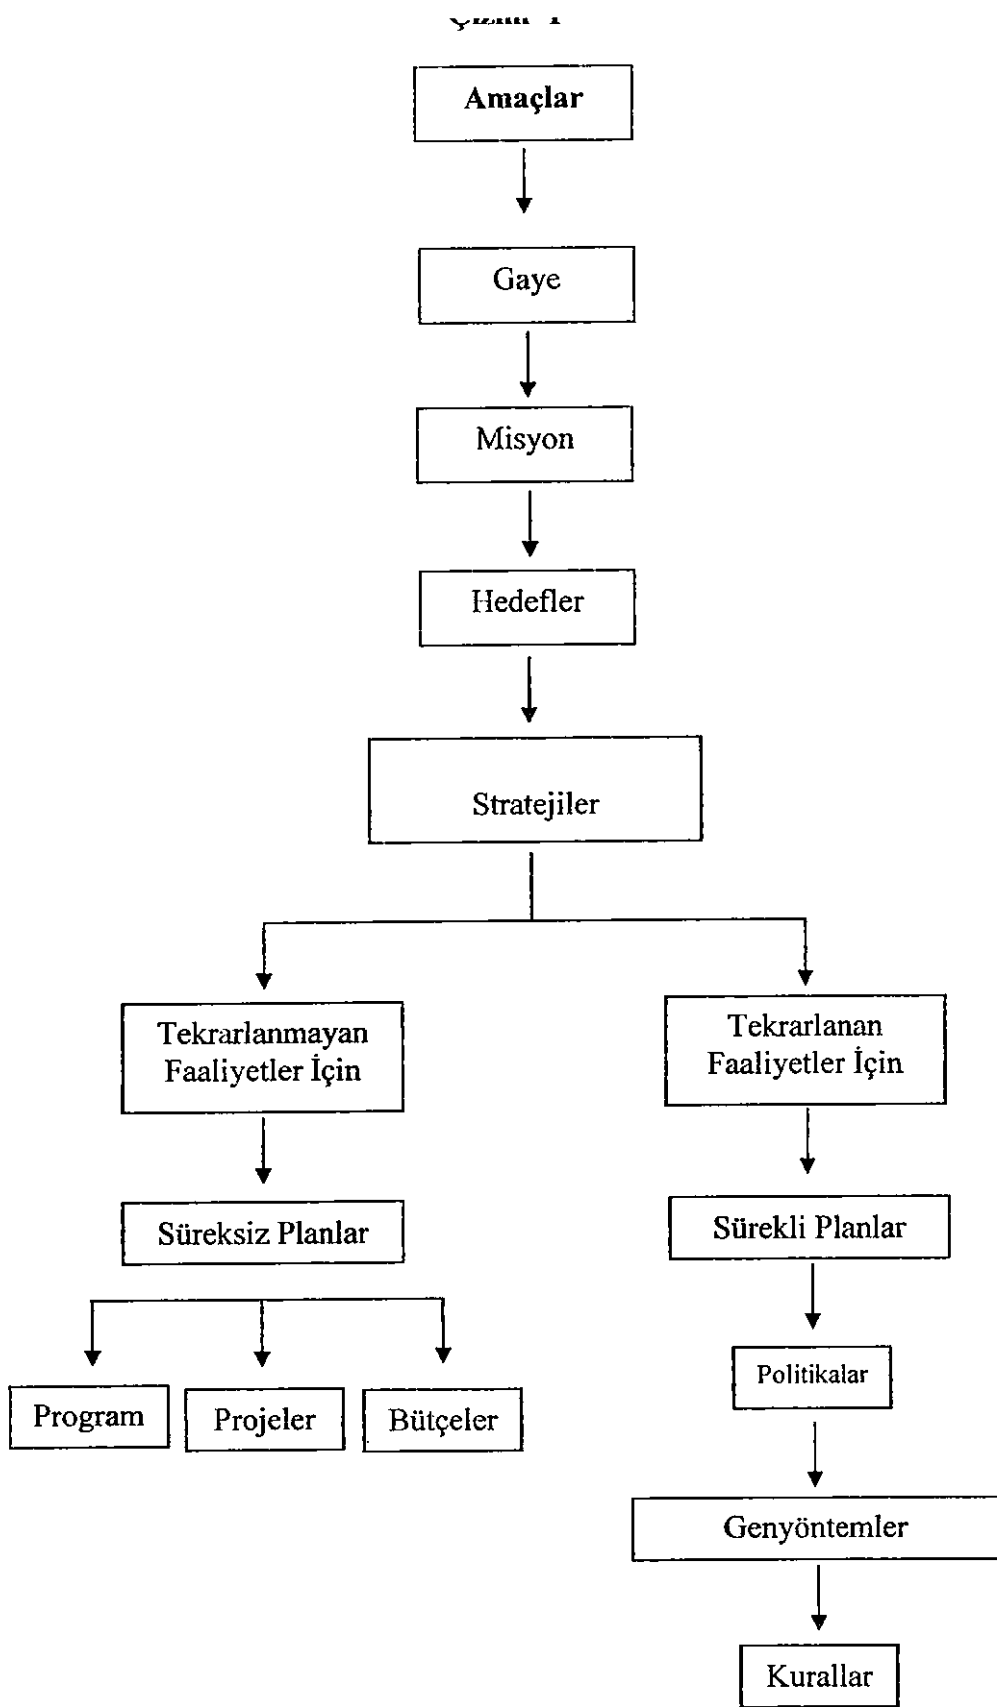 Amaçlar
Gaye
Misyon
Hedefler
Stratejiler
Tekrarlanmayan
Faaliyetler İçin
Tekrarlanan
Faaliyetler İçin
Süreksiz Planlar
Sürekli Planlar
Politikalar
Program
Projeler
Bütçeler
Genyöntemler
Kurallar